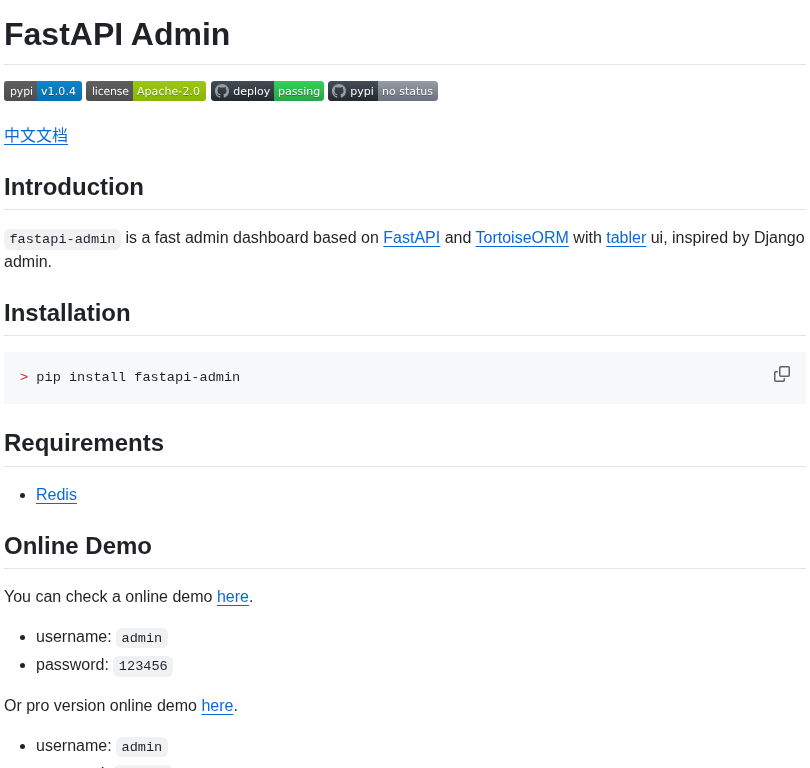 FastAPI Admin
pypi v1.0.4 license Apache-2.0 deploy passing pypi no status
中文文档
Introduction
fastapi-admin is a fast admin dashboard based on FastAPI and TortoiseORM with tabler ui, inspired by Django
admin.
Installation
> pip install fastapi-admin
Requirements
Redis
Online Demo
You can check a online demo here.
username: admin
password: 123456
Or pro version online demo here.
username: admin